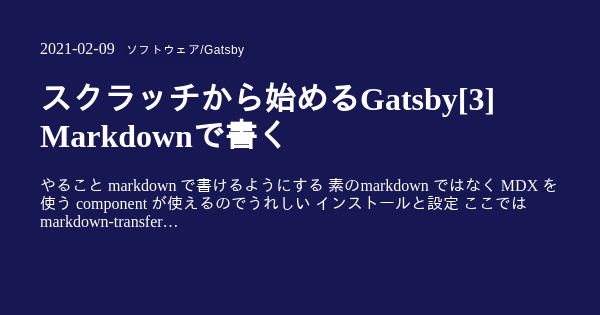 2021-02-09 ソフトウェア/Gatsby
スクラッチから始めるGatsby[3]
Markdownで書く
やること markdown で書けるようにする 素のmarkdown ではなく MDX を
使う component が使えるのでうれしい インストールと設定 ここでは
markdown-transfer…